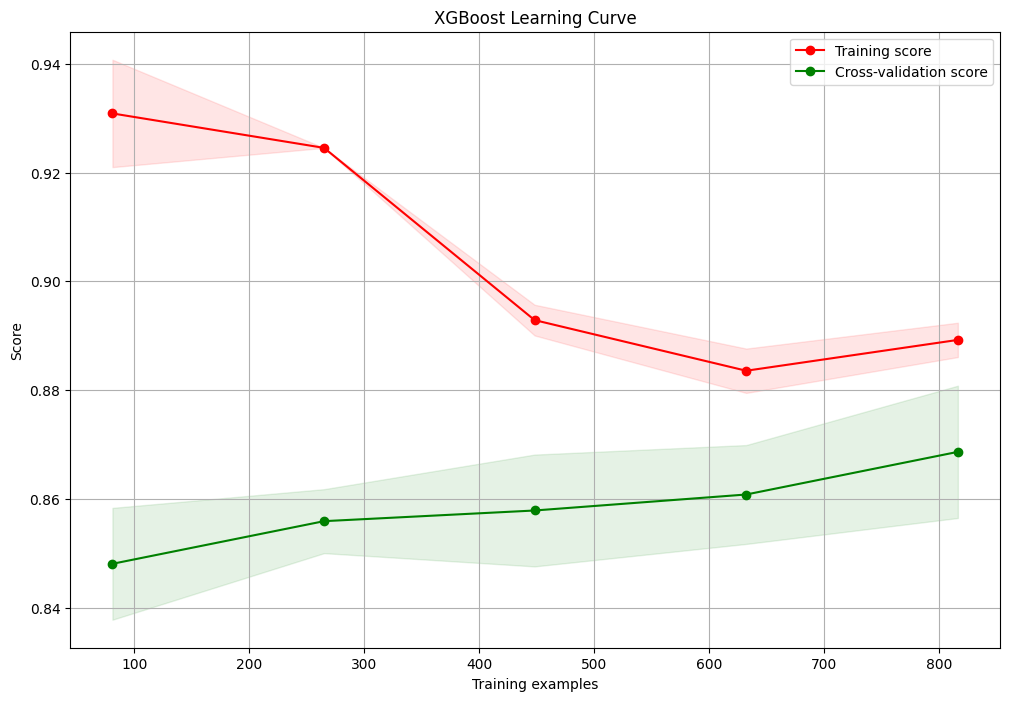 XGBoost Learning Curve
Training score
Cross-validation score
0.94
0.92
0.90
0.88
0.86
0.84
Score
100 200 300 400 500 600 700 800
Training examples